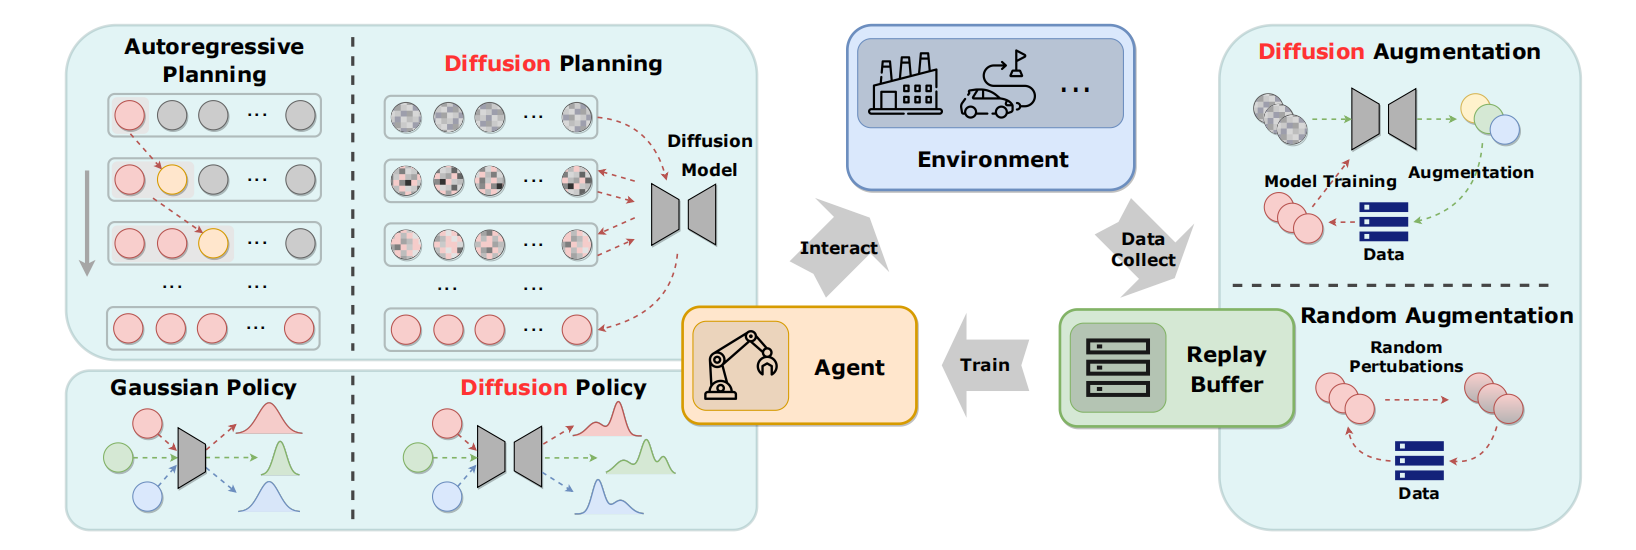 Autoregressive
Planning
...
...
...
... ...
...
Diffusion Planning
...
...
...
... ...
...
Diffusion
Model
Gaussian Policy
Diffusion Policy
...
Environment
Interact
Data
Collect
Agent
Train
Replay
Buffer
Diffusion Augmentation
Model Training
Augmentation
Data
Random Augmentation
Random
Pertubations
Data